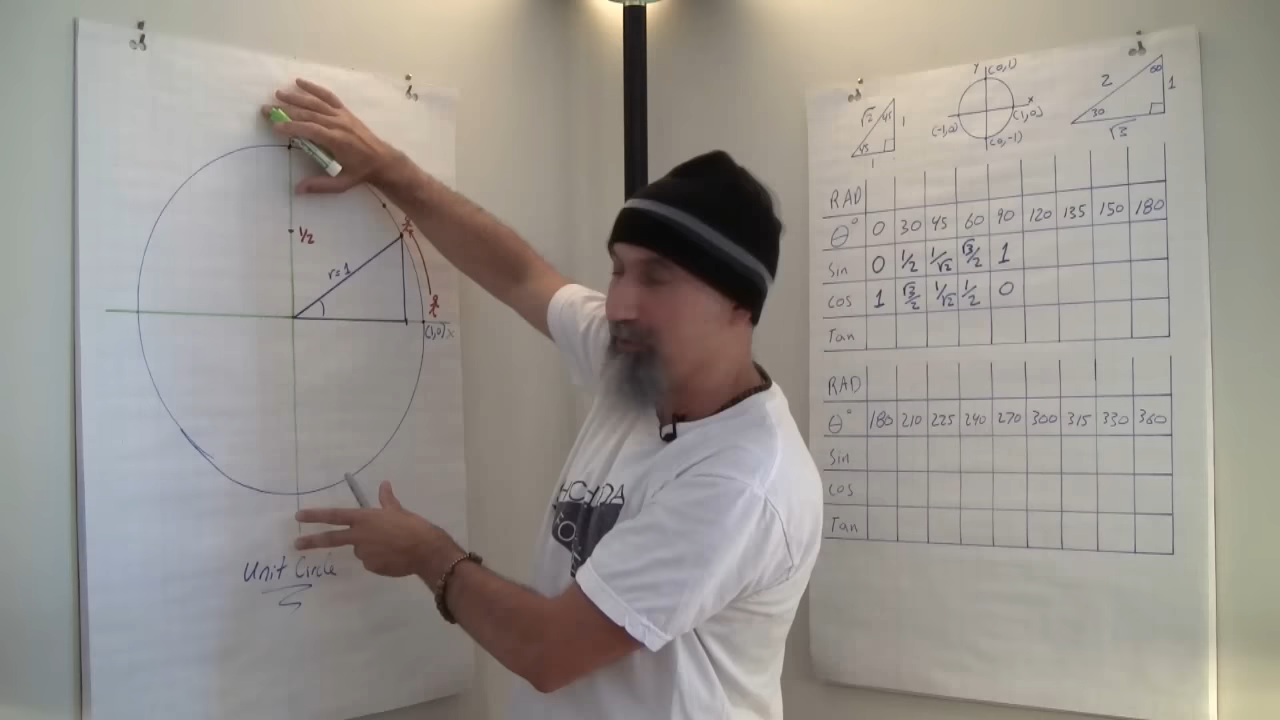 1/2
r=1
(1,0) x
Unit Circle
√2 45 1
45
1
y (0,1)
x
(-1,0) (1,0)
(0,-1)
2 60 1
30
√3
RAD
θ° 0 30 45 60 90 120 135 150 180
Sin 0 1/2 1/√2 √3/2 1
Cos 1 √3/2 1/√2 1/2 0
Tan
RAD
θ° 180 210 225 240 270 300 315 330 360
Sin
Cos
Tan